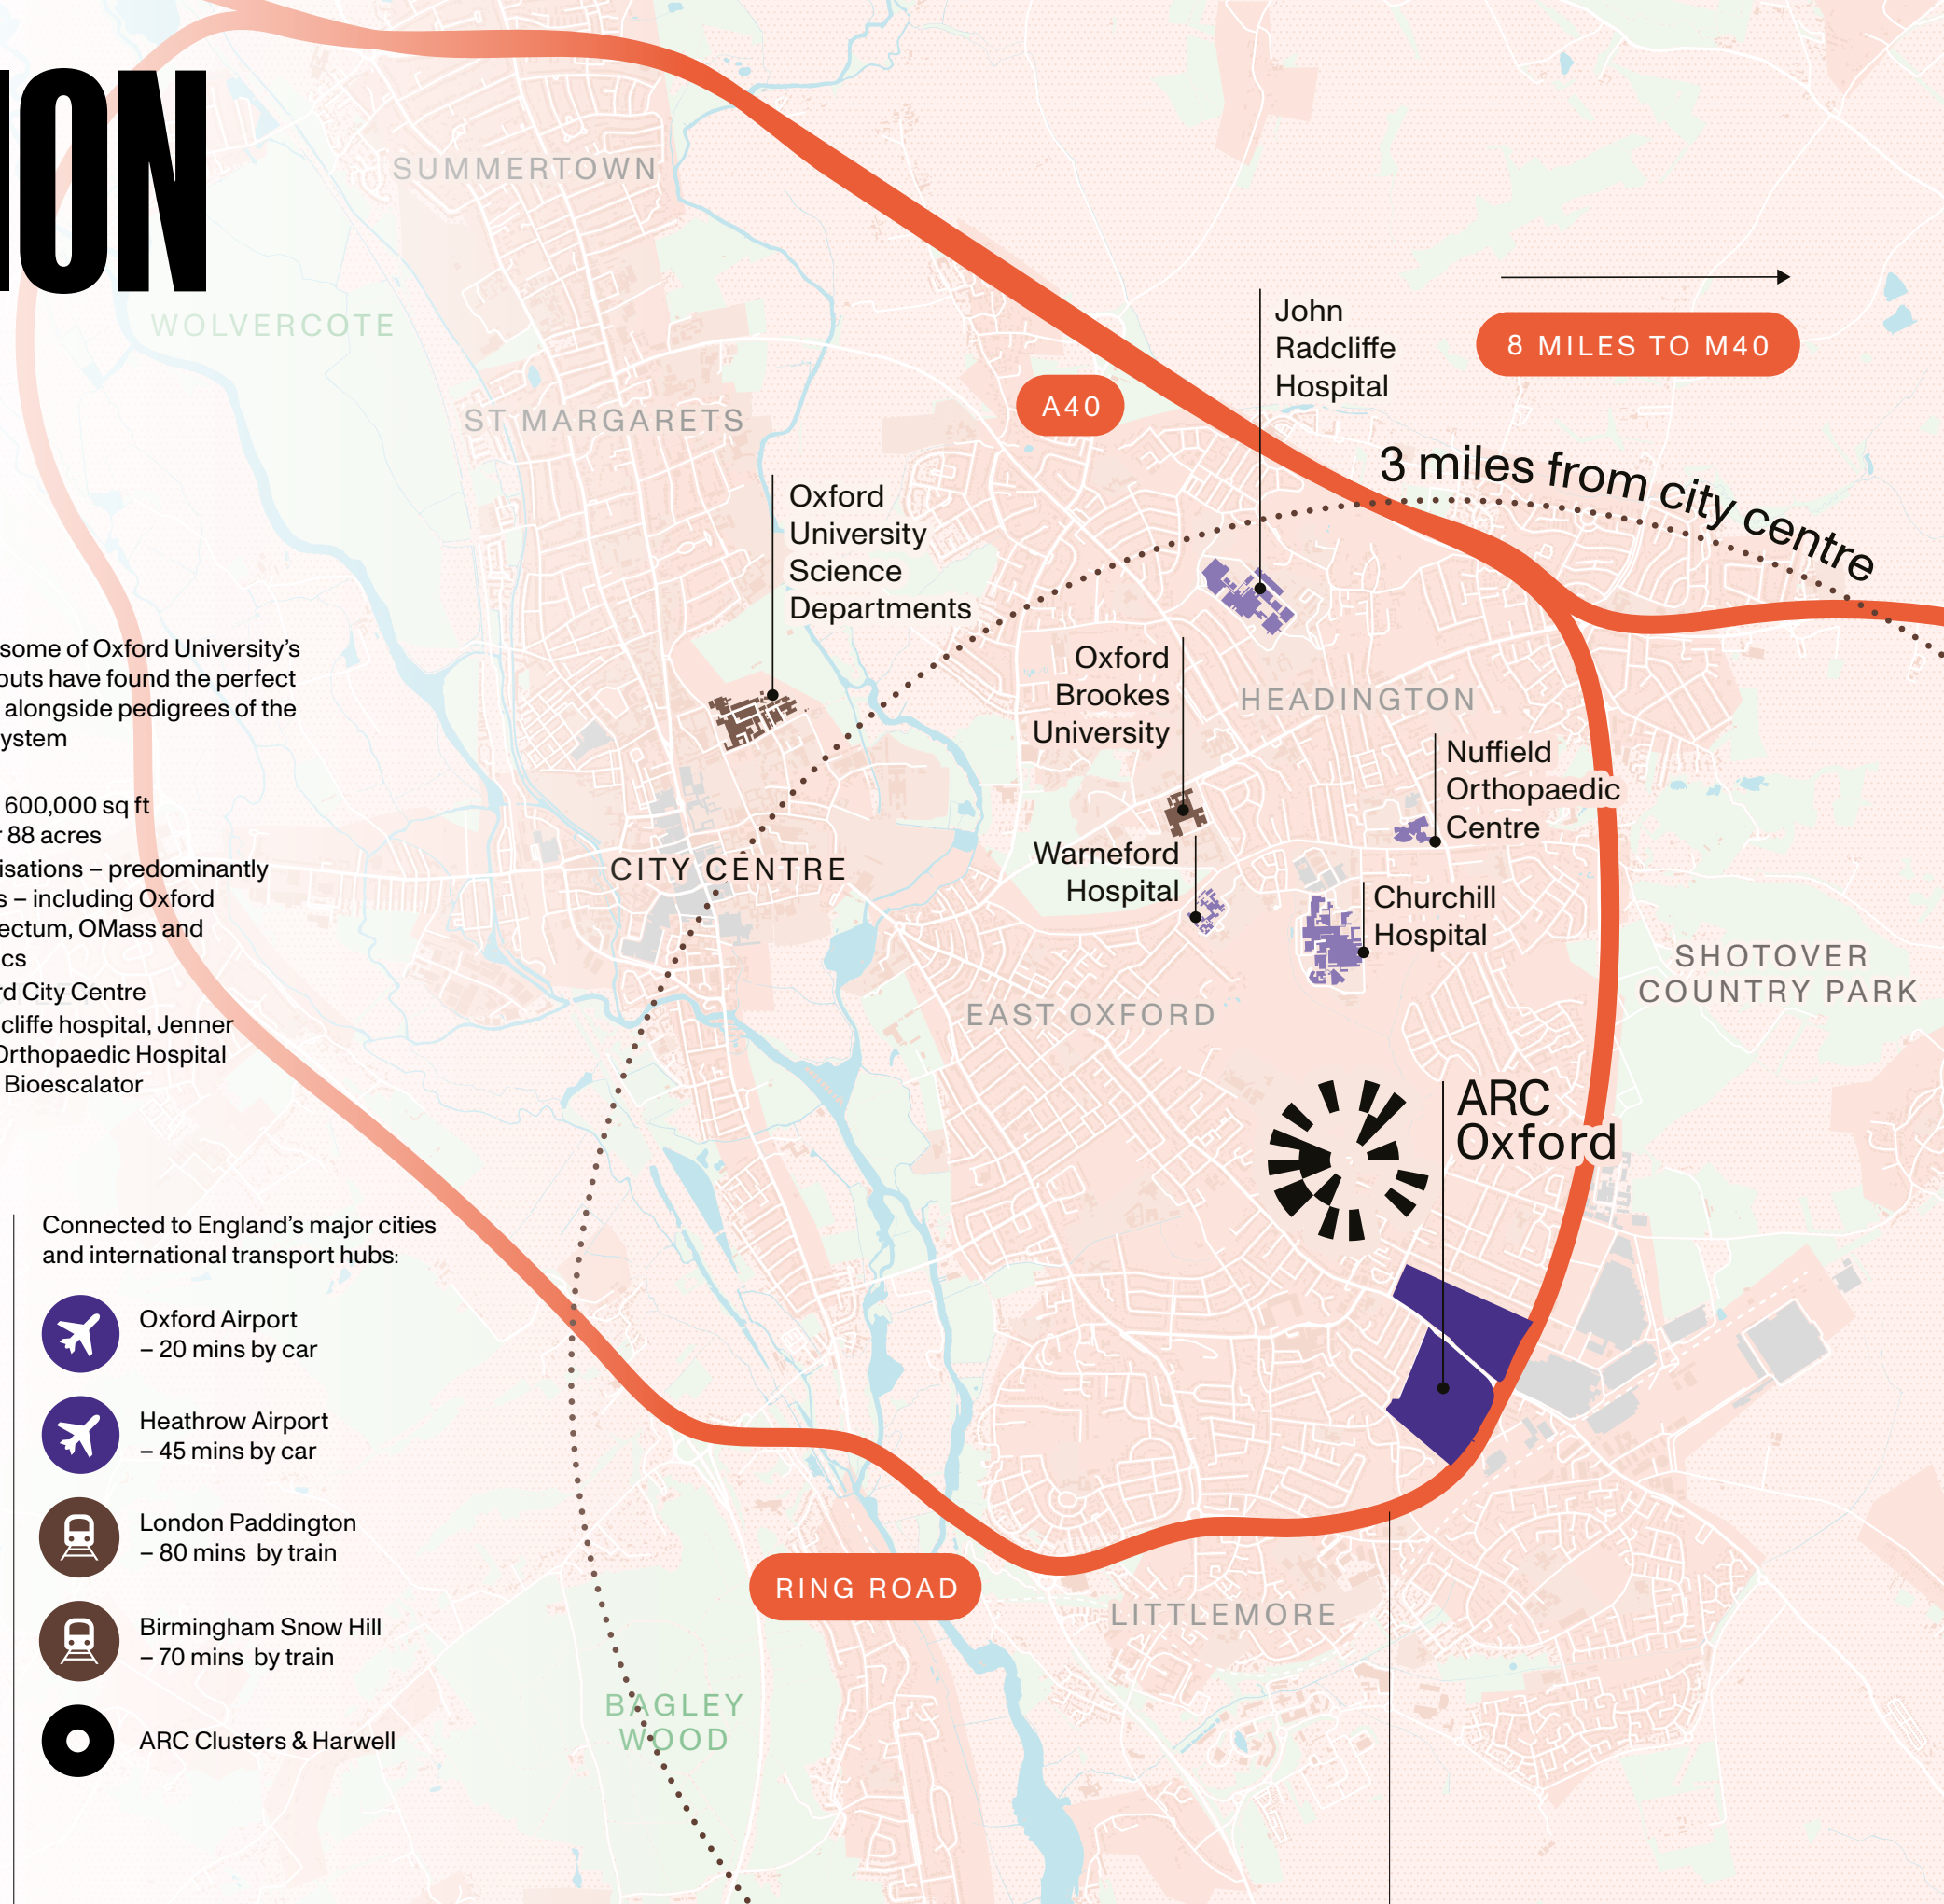 ION
SUMMERTOWN
WOLVERCOTE
ST MARGARETS
A40
John
Radcliffe
Hospital
8 MILES TO M40
3 miles from city centre
Oxford
University
Science
Departments
Oxford
Brookes
University
HEADINGTON
Nuffield
Orthopaedic
Centre
CITY CENTRE
Warneford
Hospital
Churchill
Hospital
EAST OXFORD
SHOTOVER
COUNTRY PARK
ARC
Oxford
some of Oxford University's
outs have found the perfect
alongside pedigrees of the
ystem
600,000 sq ft
88 acres
isations – predominantly
s – including Oxford
ectum, OMass and
cs
rd City Centre
cliffe hospital, Jenner
Orthopaedic Hospital
Bioescalator
Connected to England's major cities
and international transport hubs:
Oxford Airport
– 20 mins by car
Heathrow Airport
– 45 mins by car
London Paddington
– 80 mins by train
Birmingham Snow Hill
– 70 mins by train
ARC Clusters & Harwell
RING ROAD
LITTLEMORE
BAGLEY
WOOD